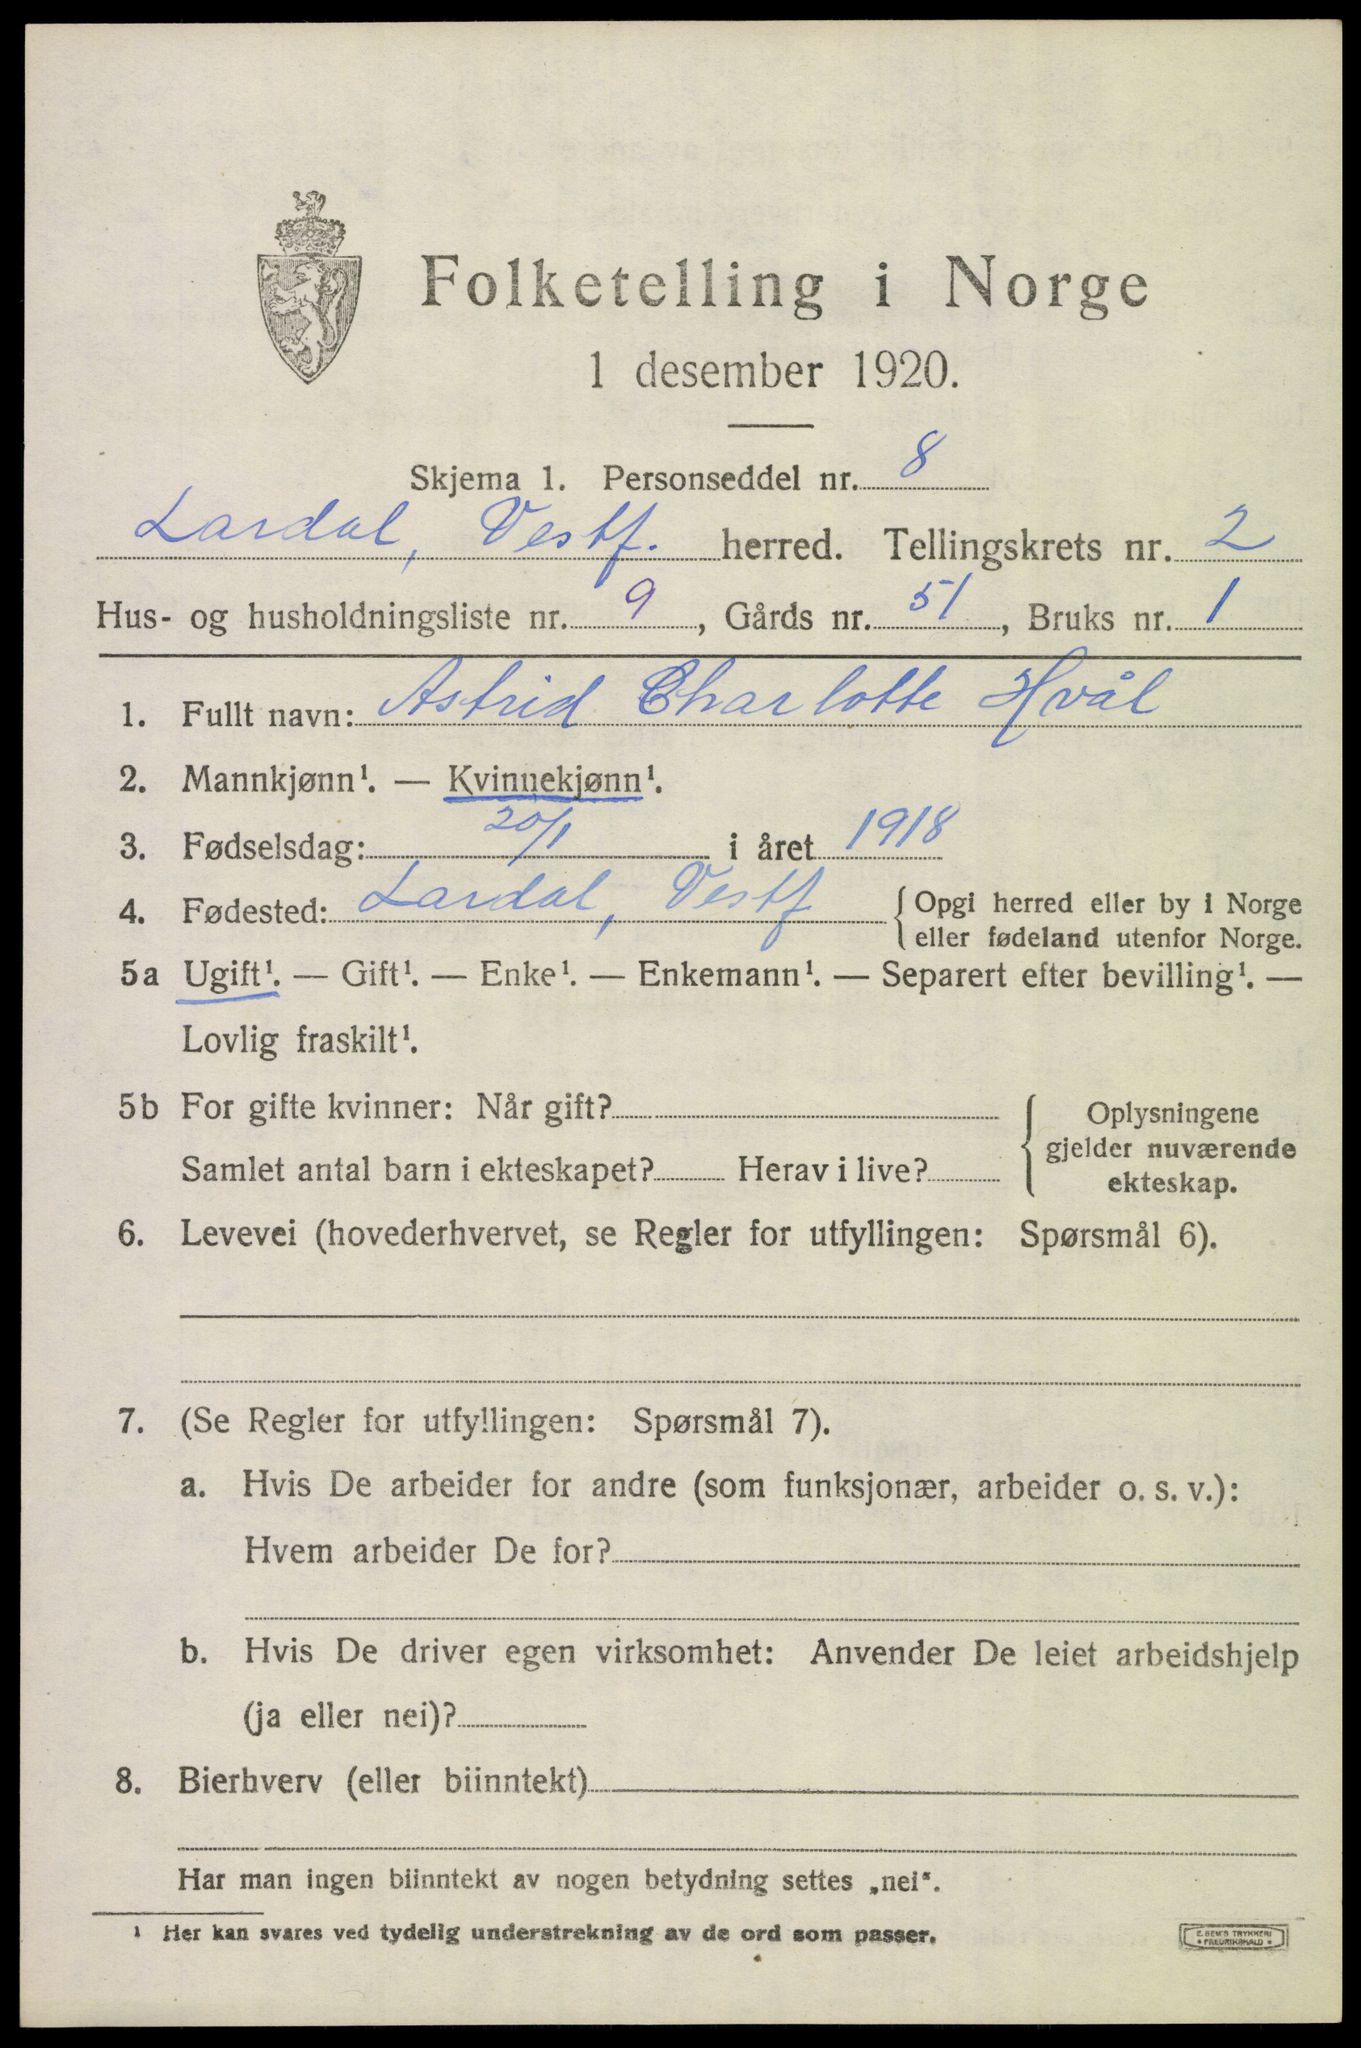 Folketelling i Norge
1 desember 1920.
Skjema 1. Personseddel nr. 8
Lardal, Vestf. herred. Tellingskrets nr. 2
Hus- og husholdningsliste nr. 9, Gårds nr. 51, Bruks nr. 1
1. Fullt navn: Astrid Charlotte Hvål
2. Mannkjønn¹. — Kvinnekjønn¹.
3. Fødselsdag: 20/1 i året 1918
4. Fødested: Lardal, Vestf { Opgi herred eller by i Norge
eller fødeland utenfor Norge.
5a Ugift¹. — Gift¹. — Enke¹. — Enkemann¹. — Separert efter bevilling¹. —
Lovlig fraskilt¹.
5b For gifte kvinner: Når gift?
Samlet antal barn i ekteskapet? Herav i live?
{ Oplysningene
gjelder nuværende
ekteskap.
6. Levevei (hovederhvervet, se Regler for utfyllingen: Spørsmål 6).
7. (Se Regler for utfyllingen: Spørsmål 7).
a. Hvis De arbeider for andre (som funksjonær, arbeider o. s. v.):
Hvem arbeider De for?
b. Hvis De driver egen virksomhet: Anvender De leiet arbeidshjelp
(ja eller nei)?
8. Bierhverv (eller biinntekt)
Har man ingen biinntekt av nogen betydning settes „nei“.
¹ Her kan svares ved tydelig understrekning av de ord som passer.
E. SEM'S TRYKKERI
• FREDRIKSHALD •